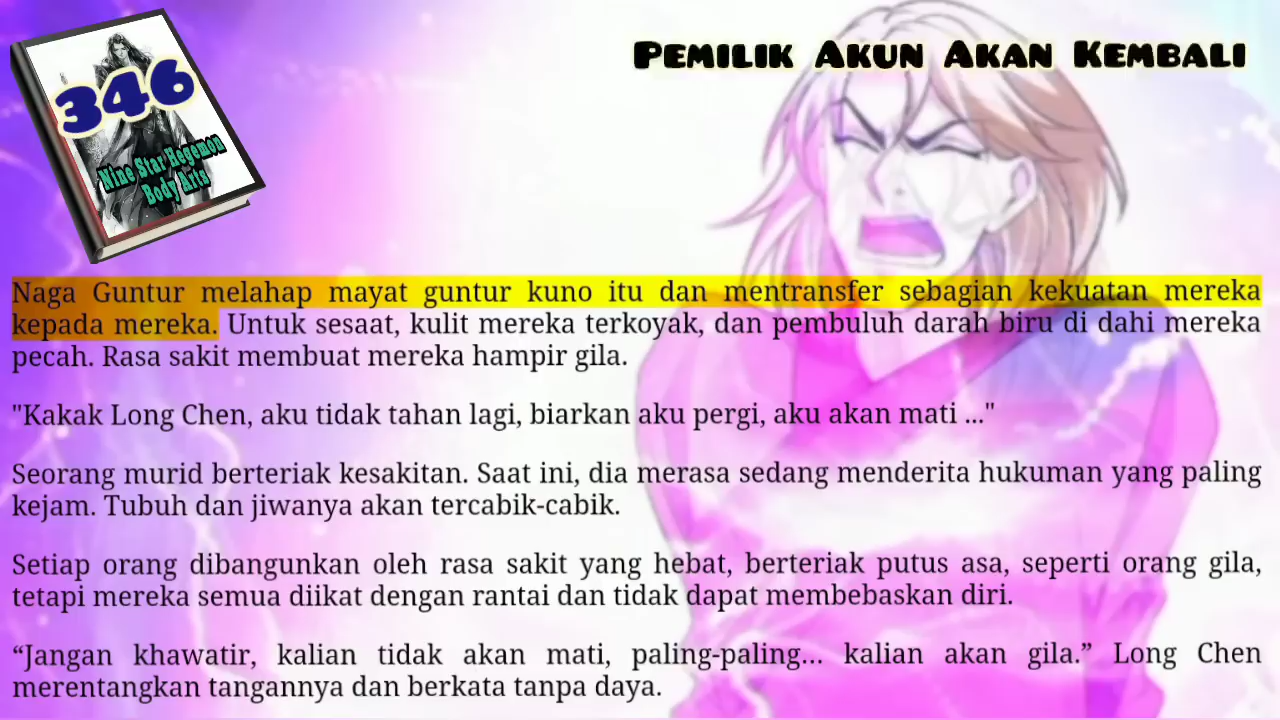 346
Nine Star Hegemon
Body Arts
Pemilik Akun Akan Kembali
Naga Guntur melahap mayat guntur kuno itu dan mentransfer sebagian kekuatan mereka
kepada mereka. Untuk sesaat, kulit mereka terkoyak, dan pembuluh darah biru di dahi mereka
pecah. Rasa sakit membuat mereka hampir gila.
"Kakak Long Chen, aku tidak tahan lagi, biarkan aku pergi, aku akan mati ..."
Seorang murid berteriak kesakitan. Saat ini, dia merasa sedang menderita hukuman yang paling
kejam. Tubuh dan jiwanya akan tercabik-cabik.
Setiap orang dibangunkan oleh rasa sakit yang hebat, berteriak putus asa, seperti orang gila,
tetapi mereka semua diikat dengan rantai dan tidak dapat membebaskan diri.
“Jangan khawatir, kalian tidak akan mati, paling-paling... kalian akan gila.” Long Chen
merentangkan tangannya dan berkata tanpa daya.